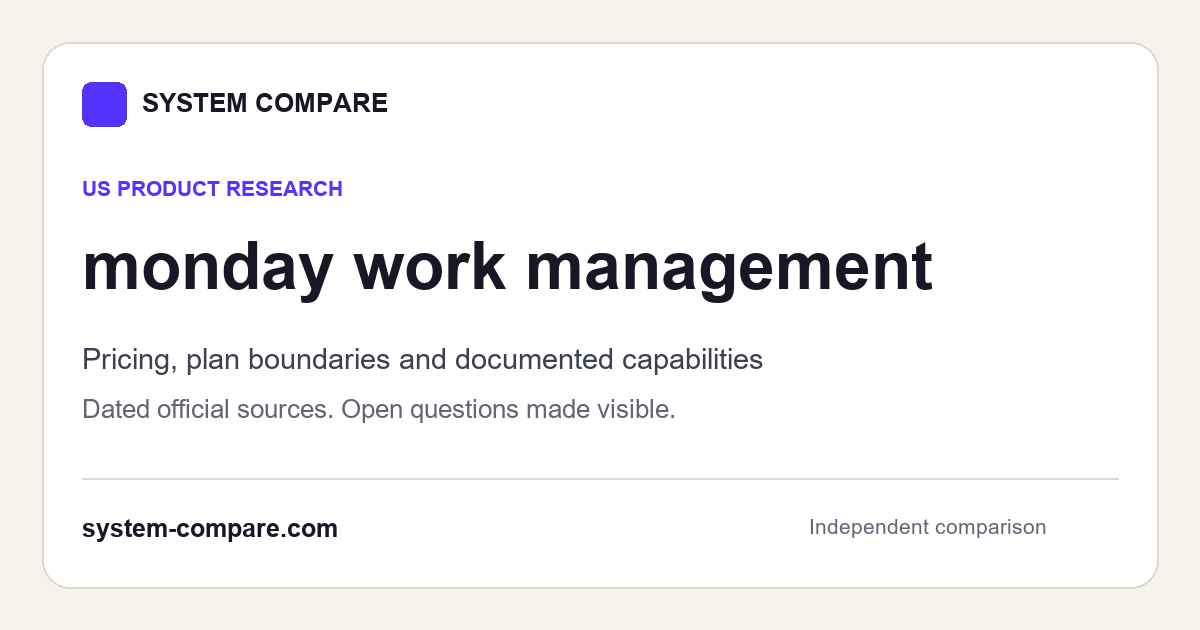 SYSTEM COMPARE
US PRODUCT RESEARCH
monday work management
Pricing, plan boundaries and documented capabilities
Dated official sources. Open questions made visible.
system-compare.com
Independent comparison